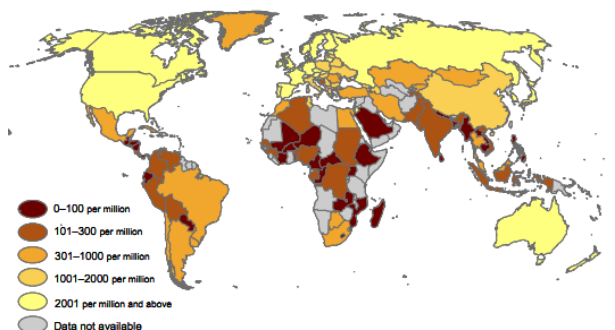 0–100 per million
101–300 per million
301–1000 per million
1001–2000 per million
2001 per million and above
Data not available